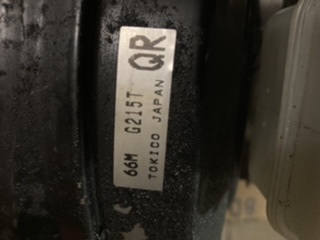 66M G215T QR
TOKICO JAPAN